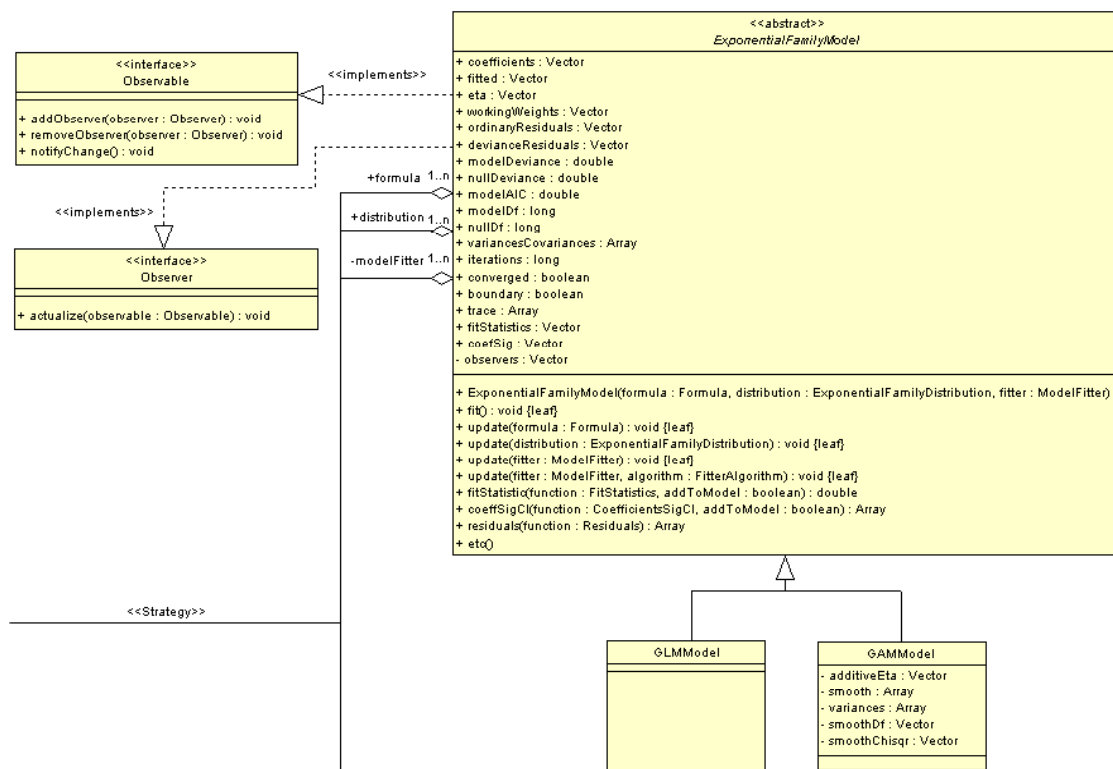 <<interface>>
Observable
+ addObserver(observer : Observer) : void
+ removeObserver(observer : Observer) : void
+ notifyChange() : void
<<implements>>
<<implements>>
<<interface>>
Observer
+ actualize(observable : Observable) : void
+formula 1..n
+distribution 1..n
-modelFitter 1..n
<<Strategy>>
<<abstract>>
ExponentialFamilyModel
+ coefficients : Vector
+ fitted : Vector
+ eta : Vector
+ workingWeights : Vector
+ ordinaryResiduals : Vector
+ devianceResiduals : Vector
+ modelDeviance : double
+ nullDeviance : double
+ modelAIC : double
+ modelDf : long
+ nullDf : long
+ variancesCovariances : Array
+ iterations : long
+ converged : boolean
+ boundary : boolean
+ trace : Array
+ fitStatistics : Vector
+ coefSig : Vector
- observers : Vector
+ ExponentialFamilyModel(formula : Formula, distribution : ExponentialFamilyDistribution, fitter : ModelFitter)
+ fit() : void {leaf}
+ update(formula : Formula) : void {leaf}
+ update(distribution : ExponentialFamilyDistribution) : void {leaf}
+ update(fitter : ModelFitter) : void {leaf}
+ update(fitter : ModelFitter, algorithm : FitterAlgorithm) : void {leaf}
+ fitStatistic(function : FitStatistics, addToModel : boolean) : double
+ coeffSigCI(function : CoefficientsSigCI, addToModel : boolean) : Array
+ residuals(function : Residuals) : Array
+ etc()
GLMModel
GAMModel
- additiveEta : Vector
- smooth : Array
- variances : Array
- smoothDf : Vector
- smoothChisqr : Vector